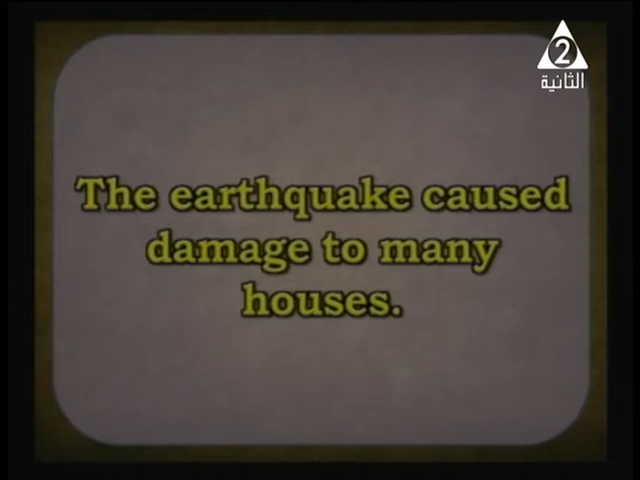 2
الثانية
The earthquake caused
damage to many
houses.